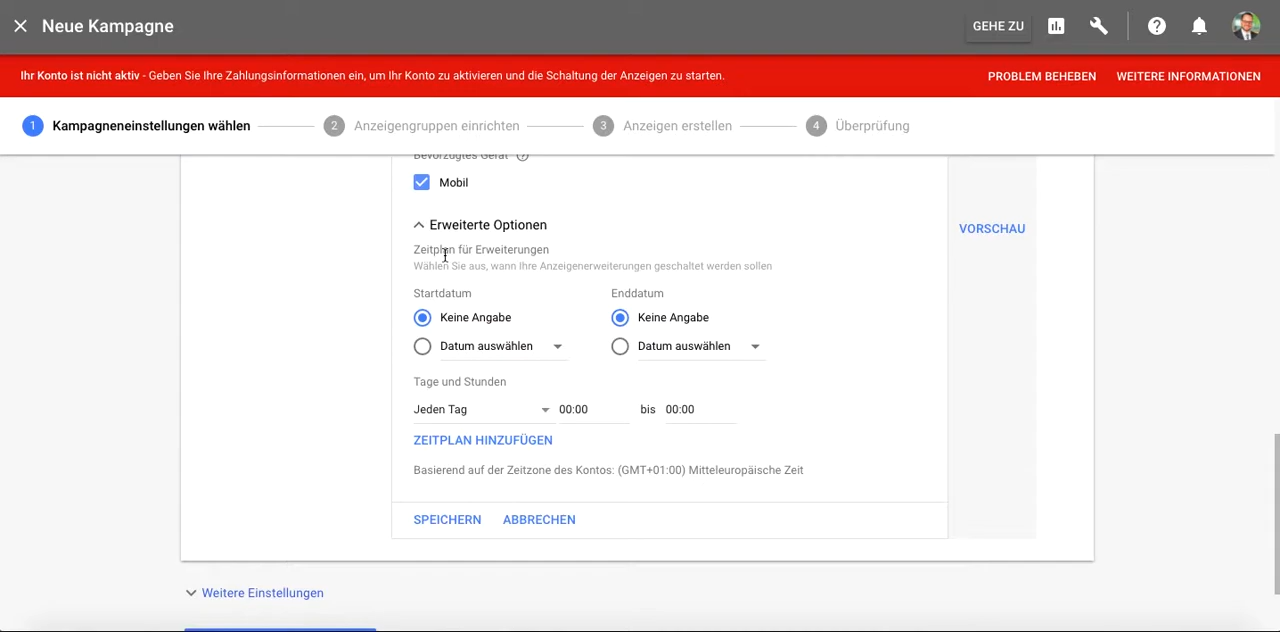 Neue Kampagne
GEHE ZU
Ihr Konto ist nicht aktiv - Geben Sie Ihre Zahlungsinformationen ein, um Ihr Konto zu aktivieren und die Schaltung der Anzeigen zu starten.
PROBLEM BEHEBEN
WEITERE INFORMATIONEN
1 Kampagneneinstellungen wählen
2 Anzeigengruppen einrichten
3 Anzeigen erstellen
4 Überprüfung
Bevorzugtes Gerät
Mobil
Erweiterte Optionen
VORSCHAU
Zeitplan für Erweiterungen
Wählen Sie aus, wann Ihre Anzeigenerweiterungen geschaltet werden sollen
Startdatum
Enddatum
Keine Angabe
Keine Angabe
Datum auswählen
Datum auswählen
Tage und Stunden
Jeden Tag 00:00 bis 00:00
ZEITPLAN HINZUFÜGEN
Basierend auf der Zeitzone des Kontos: (GMT+01:00) Mitteleuropäische Zeit
SPEICHERN
ABBRECHEN
Weitere Einstellungen